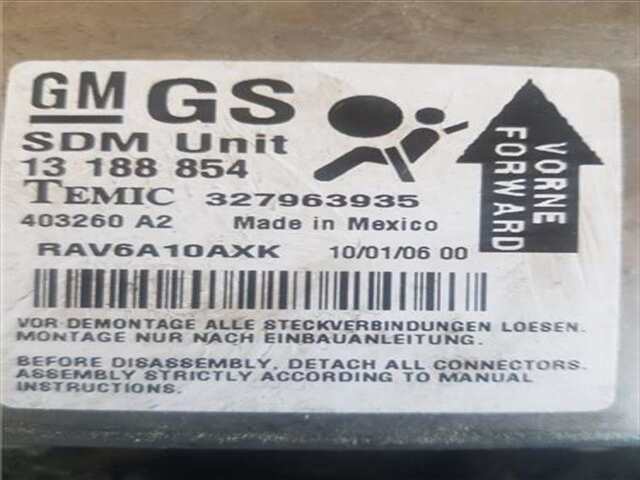 GM GS
SDM Unit
13 188 854
TEMIC 327963935
403260 A2 Made in Mexico
RAV6A10AXK 10/01/06 00
VORNE
FORWARD
VOR DEMONTAGE ALLE STECKVERBINDUNGEN LOESEN.
MONTAGE NUR NACH EINBAUANLEITUNG.
BEFORE DISASSEMBLY, DETACH ALL CONNECTORS.
ASSEMBLY STRICTLY ACCORDING TO MANUAL
INSTRUCTIONS.